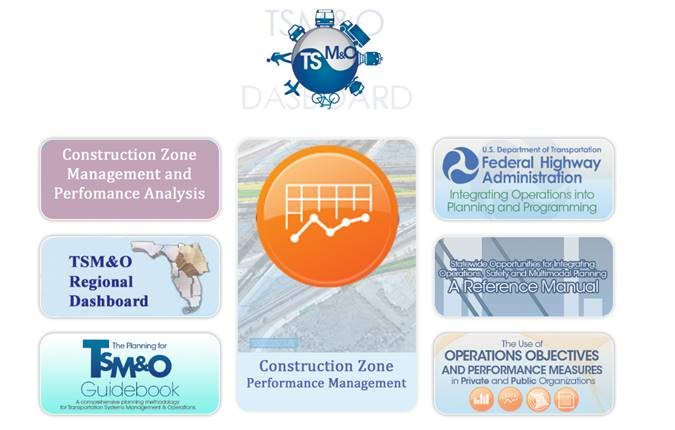 TSM&O
DASHBOARD
TS M&O
Construction Zone
Management and
Perfomance Analysis
TSM&O
Regional
Dashboard
The Planning for
TSM&O
Guidebook
A comprehensive planning methodology
for Transportation Systems Management & Operations
Construction Zone
Performance Management
U.S. Department of Transportation
Federal Highway
Administration
Integrating Operations into
Planning and Programming
Statewide Opportunities for Integrating
Operations, Safety and Multimodal Planning
A Reference Manual
The Use of
OPERATIONS OBJECTIVES
AND PERFORMANCE MEASURES
in Private and Public Organizations